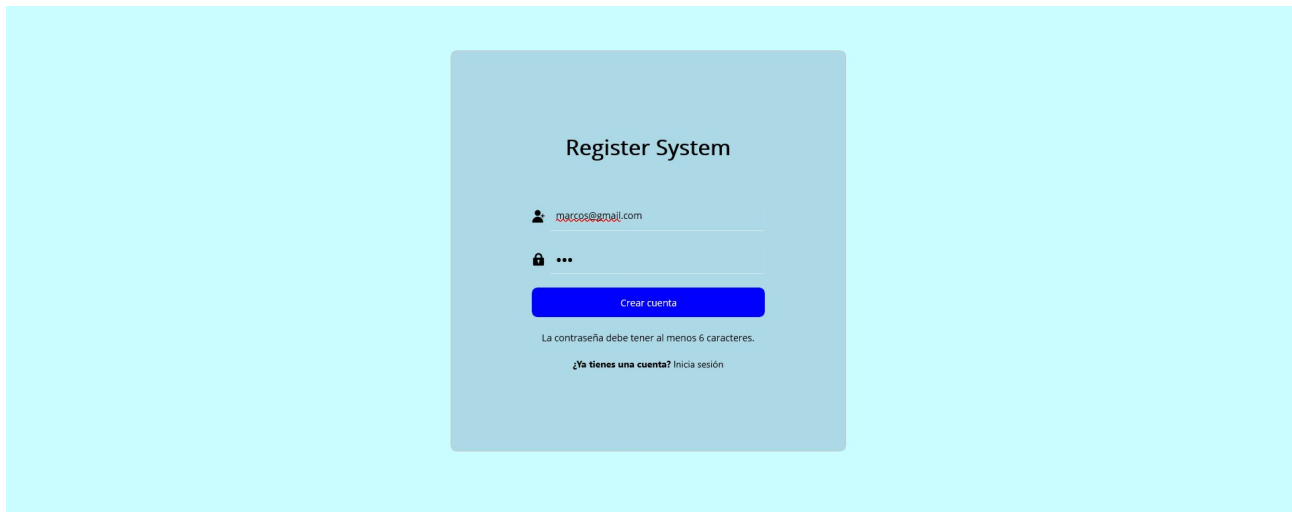 Register System
marcos@gmail.com
•••
Crear cuenta
La contraseña debe tener al menos 6 caracteres.
¿Ya tienes una cuenta? Inicia sesión